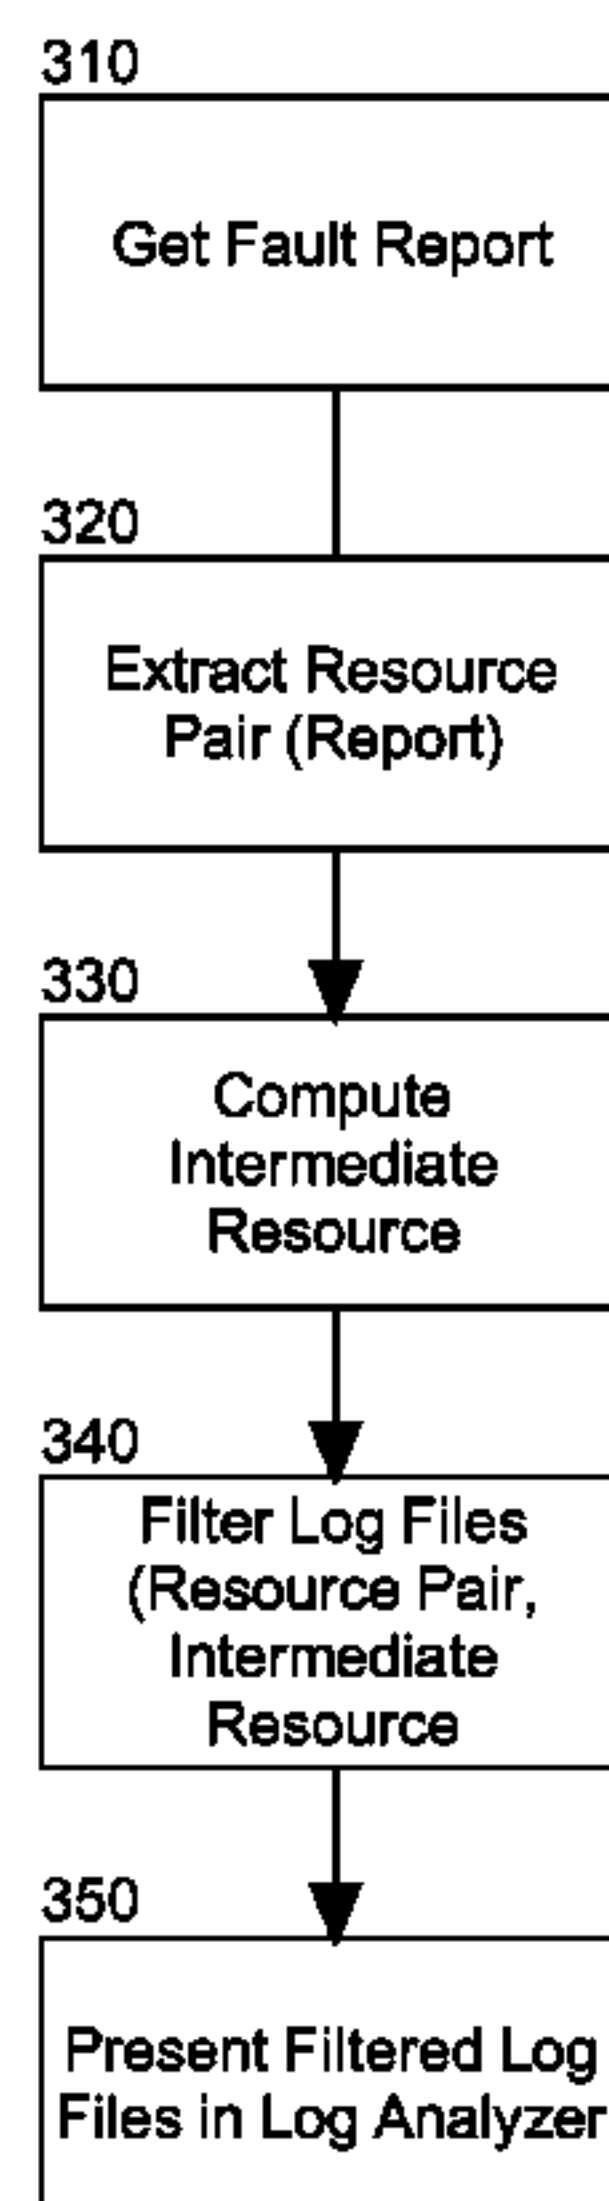 310
Get Fault Report
320
Extract Resource
Pair (Report)
330
Compute
Intermediate
Resource
340
Filter Log Files
(Resource Pair,
Intermediate
Resource
350
Present Filtered Log
Files in Log Analyzer